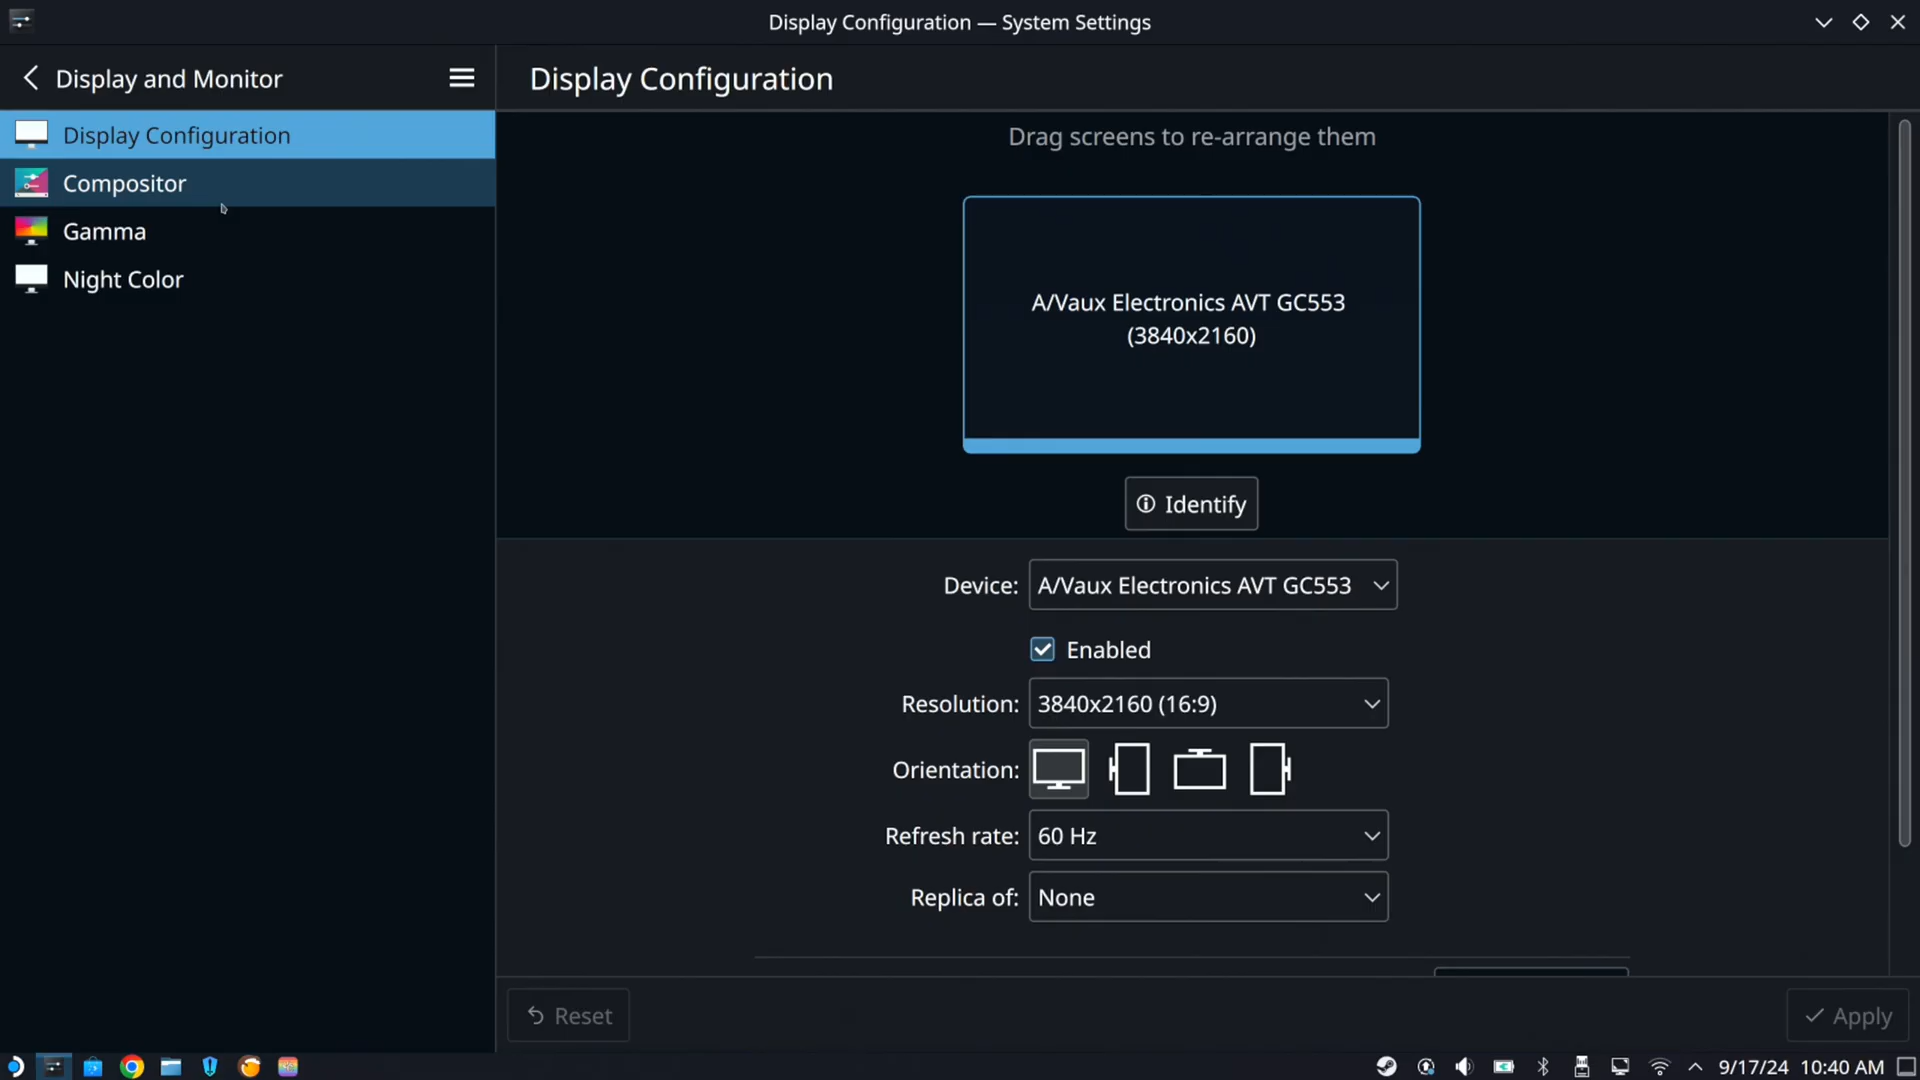 Display Configuration — System Settings
Display and Monitor
Display Configuration
Display Configuration
Compositor
Gamma
Night Color
Drag screens to re-arrange them
A/Vaux Electronics AVT GC553
(3840x2160)
Identify
Device: A/Vaux Electronics AVT GC553
Enabled
Resolution: 3840x2160 (16:9)
Orientation:
Refresh rate: 60 Hz
Replica of: None
Reset
Apply
9/17/24 10:40 AM